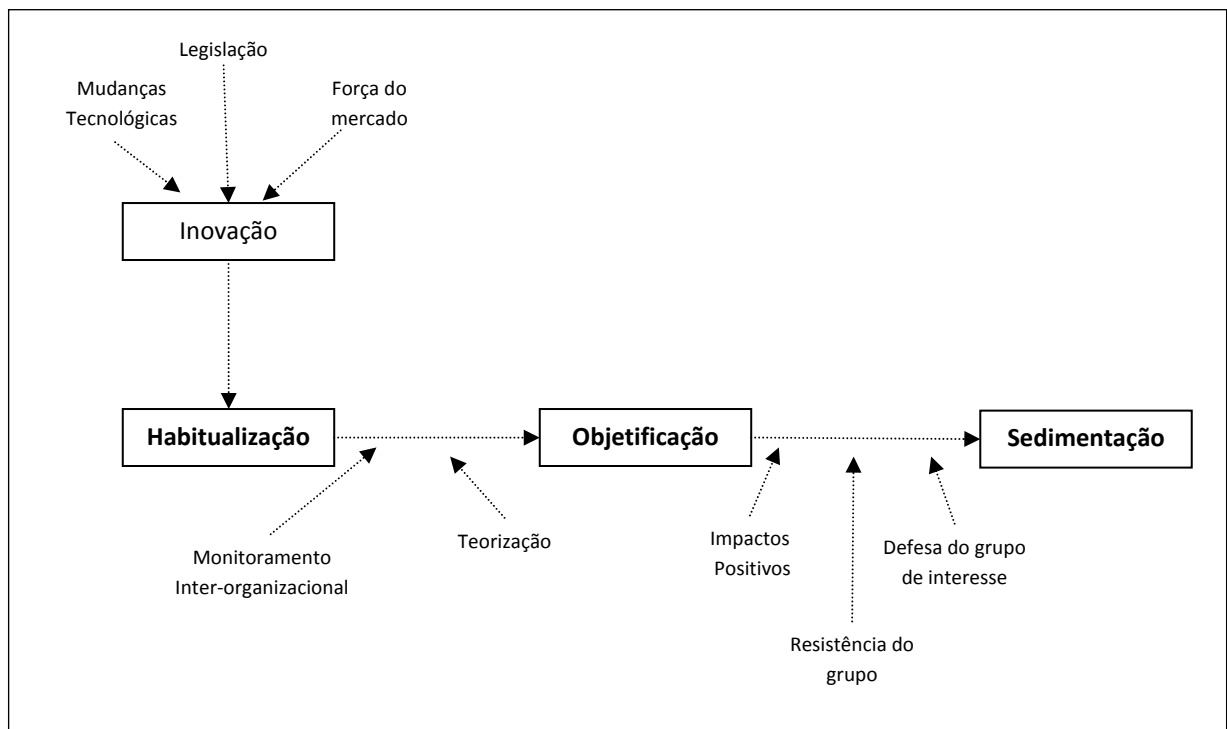 Legislação
Mudanças
Tecnológicas
Força do
mercado
Inovação
Habitualização
Objetificação
Sedimentação
Monitoramento
Inter-organizacional
Teorização
Impactos
Positivos
Defesa do grupo
de interesse
Resistência do
grupo